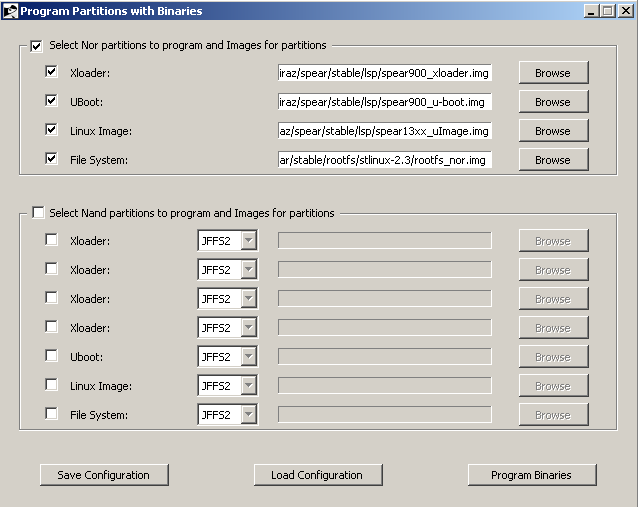 Program Partitions with Binaries
Select Nor partitions to program and Images for partitions
Xloader: iraz/spear/stable/lsp/spear900_xloader.img Browse
UBoot: iraz/spear/stable/lsp/spear900_u-boot.img Browse
Linux Image: az/spear/stable/lsp/spear13xx_uImage.img Browse
File System: ar/stable/rootfs/stlinux-2.3/rootfs_nor.img Browse
Select Nand partitions to program and Images for partitions
Xloader: JFFS2 Browse
Xloader: JFFS2 Browse
Xloader: JFFS2 Browse
Xloader: JFFS2 Browse
Uboot: JFFS2 Browse
Linux Image: JFFS2 Browse
File System: JFFS2 Browse
Save Configuration Load Configuration Program Binaries